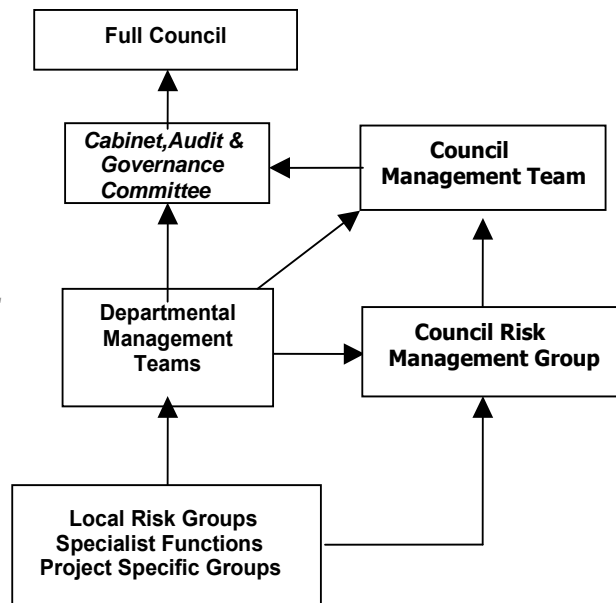 Full Council
Cabinet,Audit &
Governance
Committee
Council
Management Team
Departmental
Management
Teams
Council Risk
Management Group
Local Risk Groups
Specialist Functions
Project Specific Groups